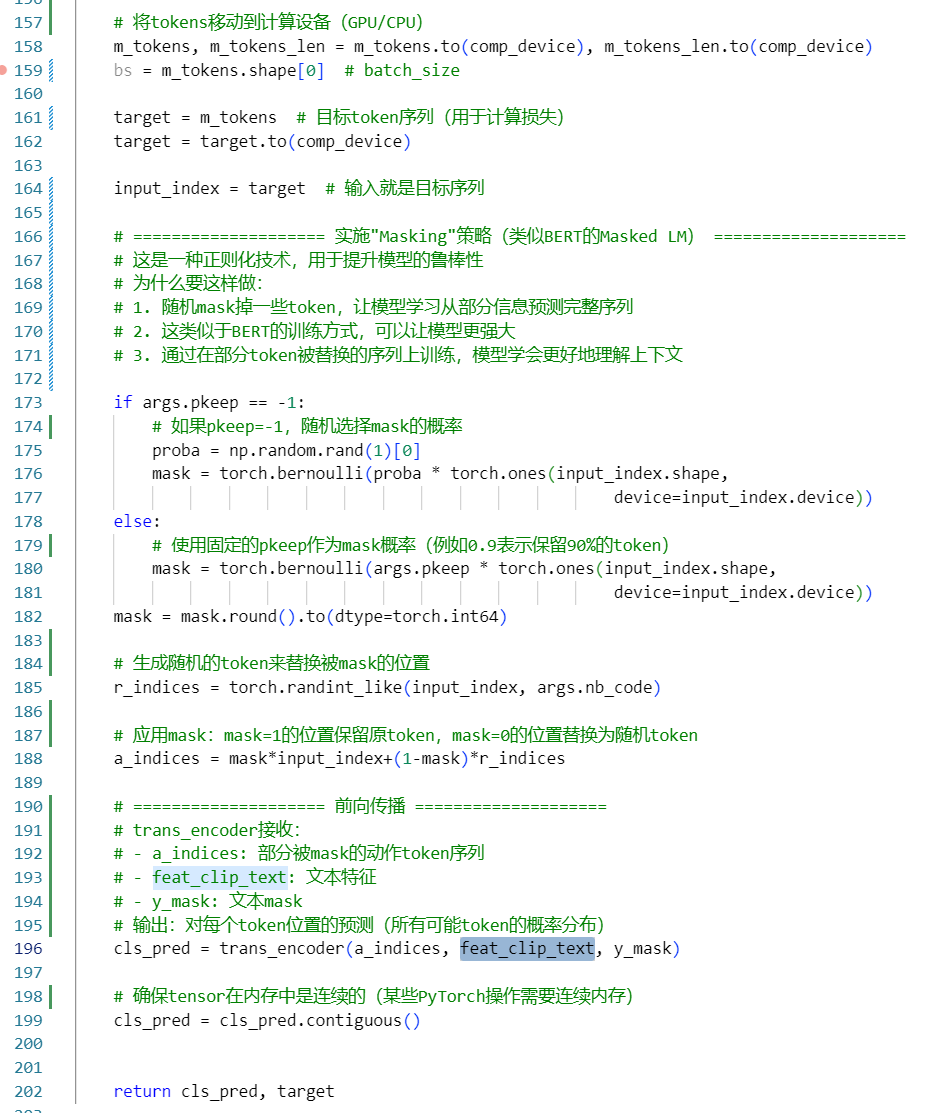 157 # 将tokens移动到计算设备（GPU/CPU）
158 m_tokens, m_tokens_len = m_tokens.to(comp_device), m_tokens_len.to(comp_device)
159 bs = m_tokens.shape[0]  # batch_size
160
161 target = m_tokens  # 目标token序列（用于计算损失）
162 target = target.to(comp_device)
163
164 input_index = target  # 输入就是目标序列
165
166 # ==================== 实施"Masking"策略（类似BERT的Masked LM） ====================
167 # 这是一种正则化技术，用于提升模型的鲁棒性
168 # 为什么要这样做：
169 # 1. 随机mask掉一些token，让模型学习从部分信息预测完整序列
170 # 2. 这类似于BERT的训练方式，可以让模型更强大
171 # 3. 通过在部分token被替换的序列上训练，模型学会更好地理解上下文
172
173 if args.pkeep == -1:
174     # 如果pkeep=-1，随机选择mask的概率
175     proba = np.random.rand(1)[0]
176     mask = torch.bernoulli(proba * torch.ones(input_index.shape,
177                                                     device=input_index.device))
178 else:
179     # 使用固定的pkeep作为mask概率（例如0.9表示保留90%的token）
180     mask = torch.bernoulli(args.pkeep * torch.ones(input_index.shape,
181                                                     device=input_index.device))
182 mask = mask.round().to(dtype=torch.int64)
183
184 # 生成随机的token来替换被mask的位置
185 r_indices = torch.randint_like(input_index, args.nb_code)
186
187 # 应用mask：mask=1的位置保留原token，mask=0的位置替换为随机token
188 a_indices = mask*input_index+(1-mask)*r_indices
189
190 # ==================== 前向传播 ====================
191 # trans_encoder接收：
192 # - a_indices: 部分被mask的动作token序列
193 # - feat_clip_text: 文本特征
194 # - y_mask: 文本mask
195 # 输出：对每个token位置的预测（所有可能token的概率分布）
196 cls_pred = trans_encoder(a_indices, feat_clip_text, y_mask)
197
198 # 确保tensor在内存中是连续的（某些PyTorch操作需要连续内存）
199 cls_pred = cls_pred.contiguous()
200
201
202 return cls_pred, target